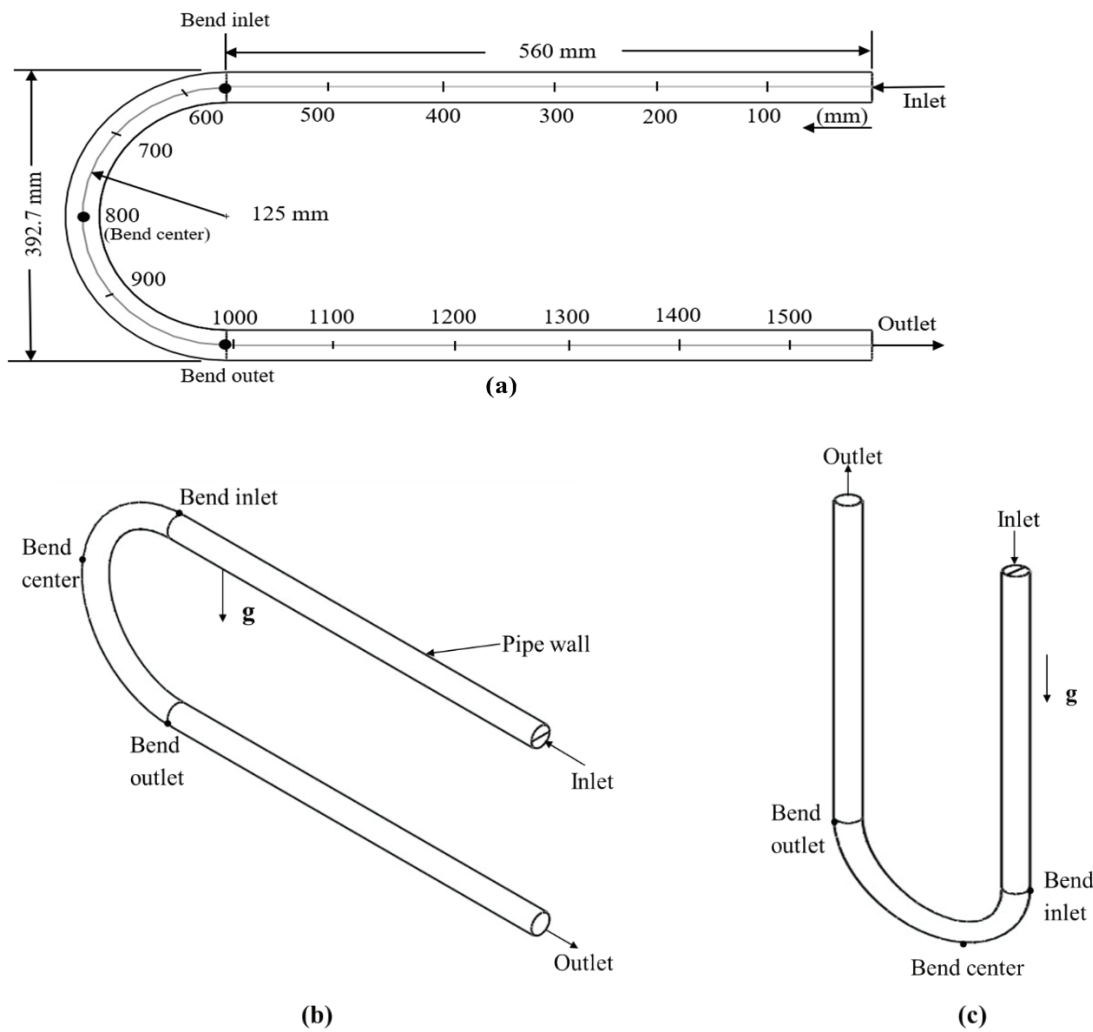 Bend inlet
560 mm
Inlet
600
500
400
300
200
100
(mm)
700
392.7 mm
800
(Bend center)
125 mm
900
1000
1100
1200
1300
1400
1500
Outlet
Bend outet
(a)
Bend inlet
Bend
center
g
Pipe wall
Bend
outlet
Inlet
Outlet
(b)
Outlet
Inlet
g
Bend
outlet
Bend
inlet
Bend center
(c)